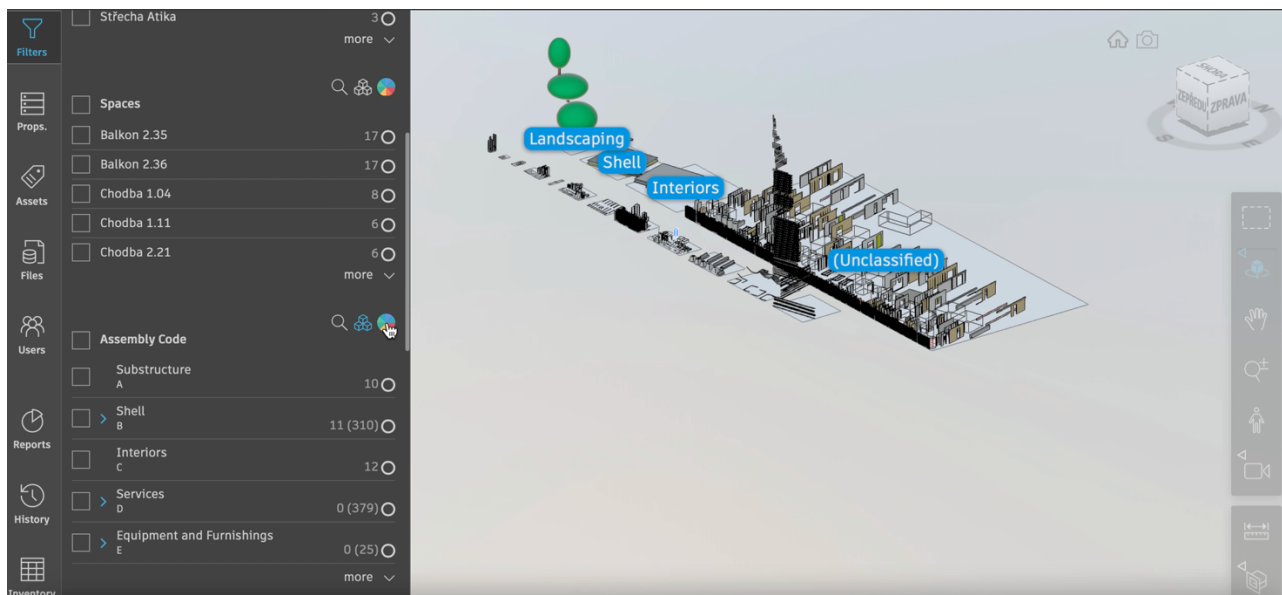 Filters
Props.
Assets
Files
Users
Reports
History
Inventory
Střecha Atika 3
more
Spaces
Balkon 2.35 17
Balkon 2.36 17
Chodba 1.04 8
Chodba 1.11 6
Chodba 2.21 6
more
Assembly Code
Substructure
A 10
Shell
B 11 (310)
Interiors
C 12
Services
D 0 (379)
Equipment and Furnishings
E 0 (25)
more
Landscaping
Shell
Interiors
(Unclassified)
SHORA
ZEPŘEDU ZPRAVA
S
E